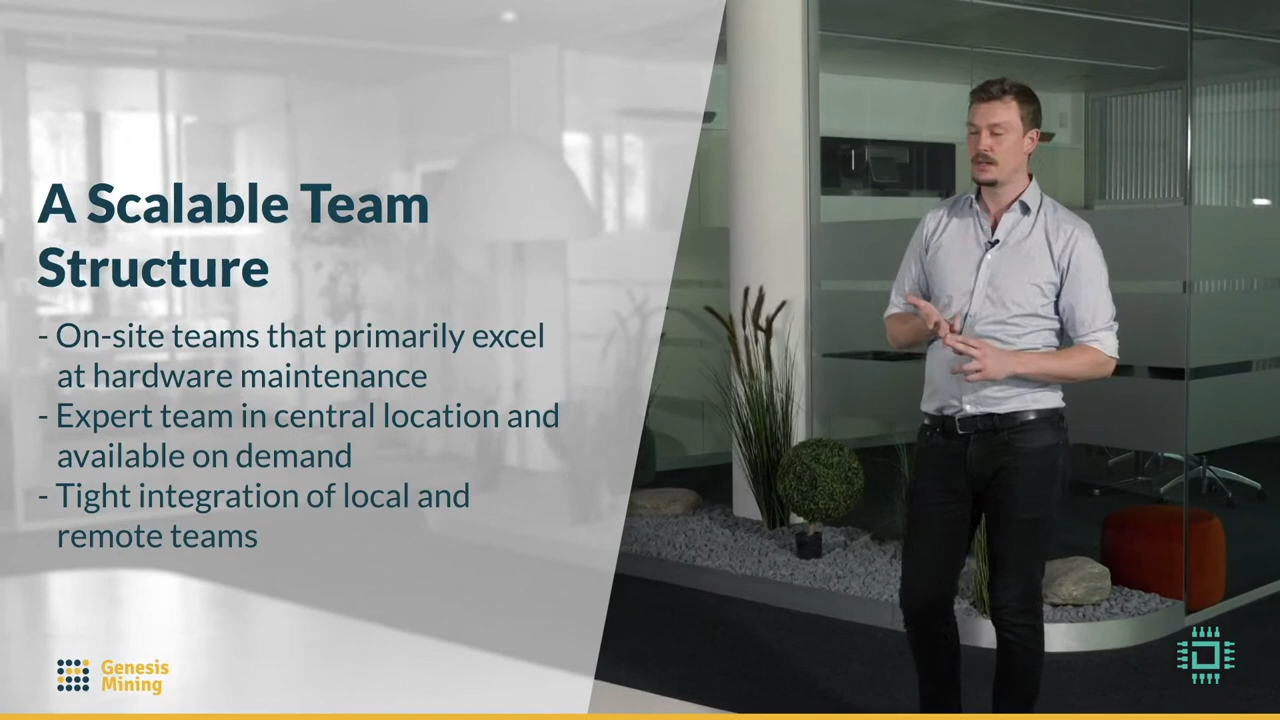 A Scalable Team
Structure
- On-site teams that primarily excel
at hardware maintenance
- Expert team in central location and
available on demand
- Tight integration of local and
remote teams
Genesis
Mining